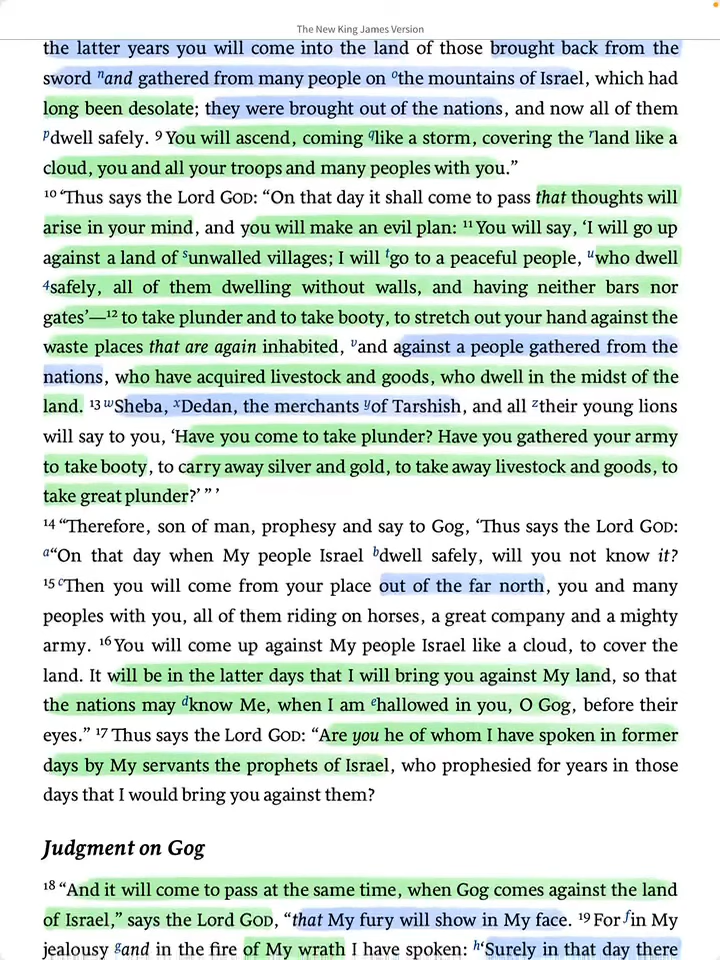 The New King James Version
the latter years you will come into the land of those brought back from the
sword ⁿand gathered from many people on ᵒthe mountains of Israel, which had
long been desolate; they were brought out of the nations, and now all of them
ᵖdwell safely. ⁹ You will ascend, coming qlike a storm, covering the ʳland like a
cloud, you and all your troops and many peoples with you.”
¹⁰ ‘Thus says the Lord GOD: “On that day it shall come to pass that thoughts will
arise in your mind, and you will make an evil plan: ¹¹ You will say, ‘I will go up
against a land of ˢunwalled villages; I will ᵗgo to a peaceful people, ᵘwho dwell
⁴safely, all of them dwelling without walls, and having neither bars nor
gates’—¹² to take plunder and to take booty, to stretch out your hand against the
waste places that are again inhabited, ᵛand against a people gathered from the
nations, who have acquired livestock and goods, who dwell in the midst of the
land. ¹³ ʷSheba, ˣDedan, the merchants ʸof Tarshish, and all ᶻtheir young lions
will say to you, ‘Have you come to take plunder? Have you gathered your army
to take booty, to carry away silver and gold, to take away livestock and goods, to
take great plunder?’ ” ’
¹⁴ “Therefore, son of man, prophesy and say to Gog, ‘Thus says the Lord GOD:
ᵃ“On that day when My people Israel ᵇdwell safely, will you not know it?
¹⁵ ᶜThen you will come from your place out of the far north, you and many
peoples with you, all of them riding on horses, a great company and a mighty
army. ¹⁶ You will come up against My people Israel like a cloud, to cover the
land. It will be in the latter days that I will bring you against My land, so that
the nations may ᵈknow Me, when I am ᵉhallowed in you, O Gog, before their
eyes.” ¹⁷ Thus says the Lord GOD: “Are you he of whom I have spoken in former
days by My servants the prophets of Israel, who prophesied for years in those
days that I would bring you against them?
Judgment on Gog
¹⁸ “And it will come to pass at the same time, when Gog comes against the land
of Israel,” says the Lord GOD, “that My fury will show in My face. ¹⁹ For ᶠin My
jealousy ᵍand in the fire of My wrath I have spoken: ʰ‘Surely in that day there